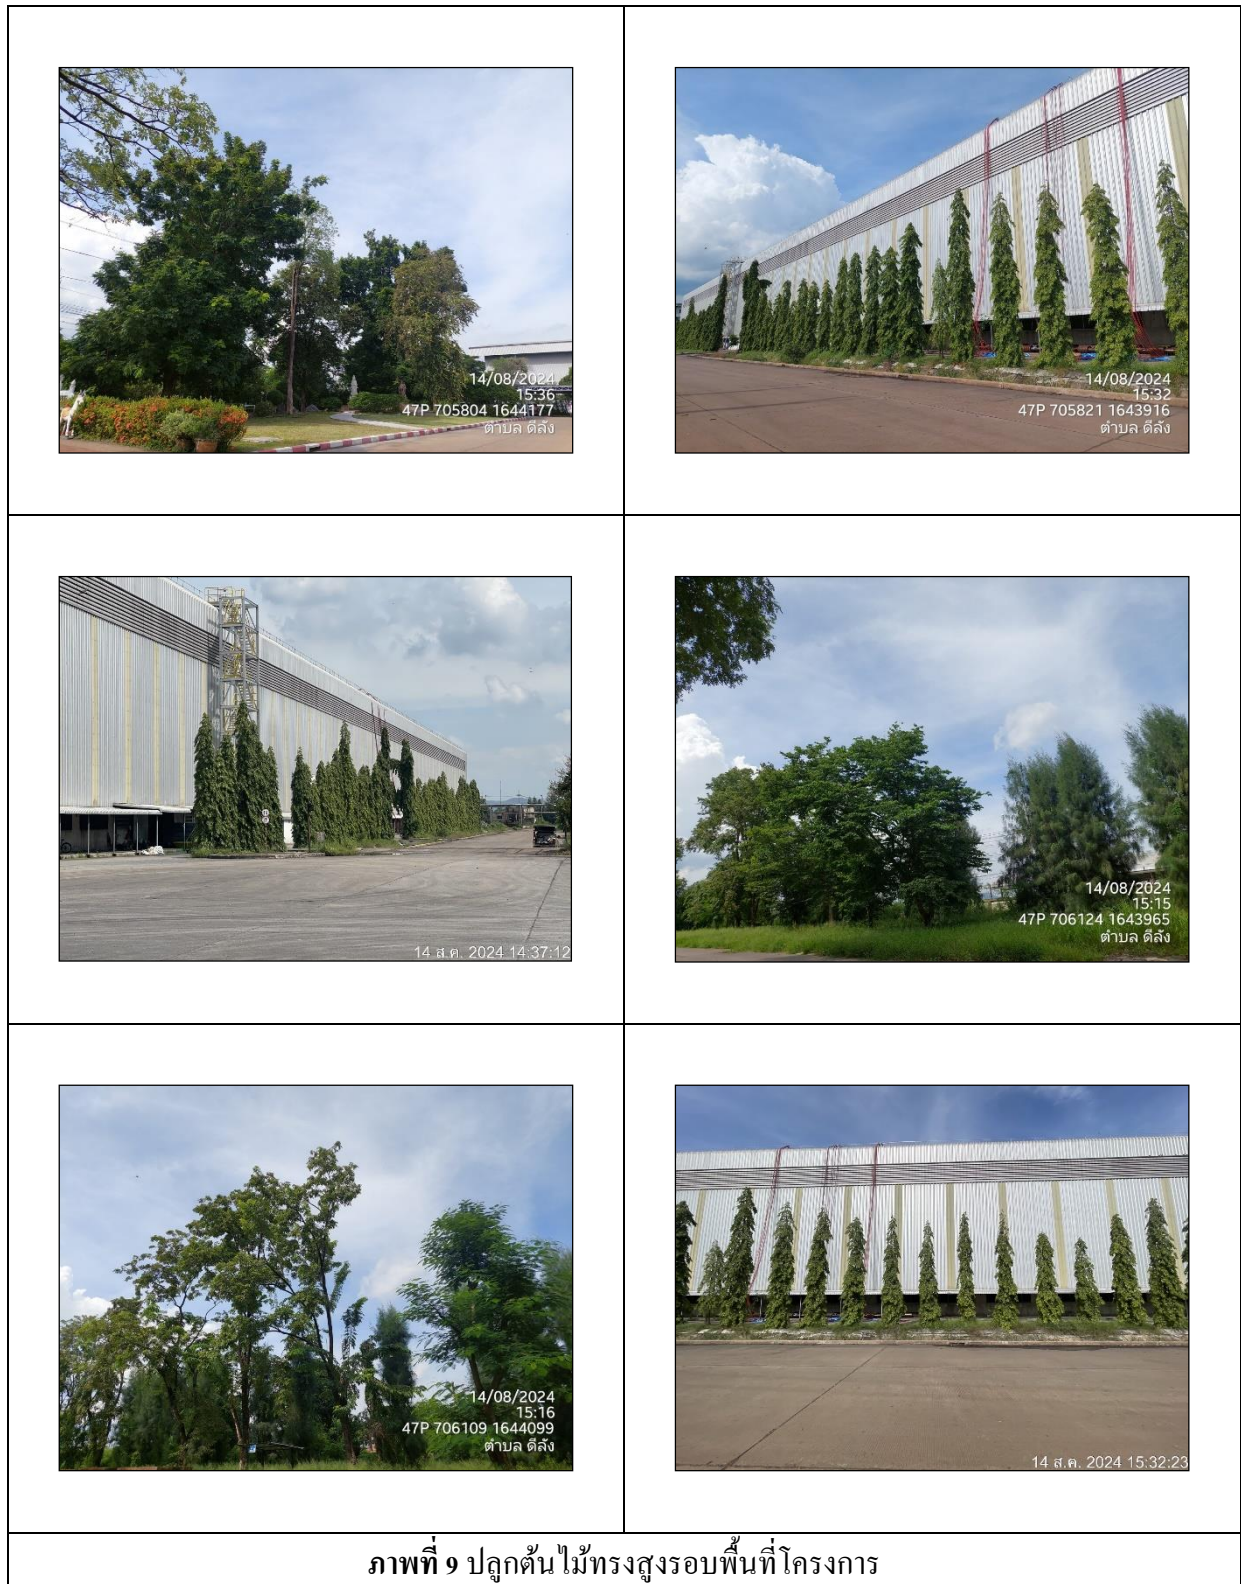 14/08/2024
15:36
47P 705804 1644177
ตำบล ดีลัง
14/08/2024
15:32
47P 705821 1643916
ตำบล ดีลัง
14 ส.ค. 2024 14:37:12
14/08/2024
15:15
47P 706124 1643965
ตำบล ดีลัง
14/08/2024
15:16
47P 706109 1644099
ตำบล ดีลัง
14 ส.ค. 2024 15:32:23
ภาพที่ 9 ปลูกต้นไม้ทรงสูงรอบพื้นที่โครงการ